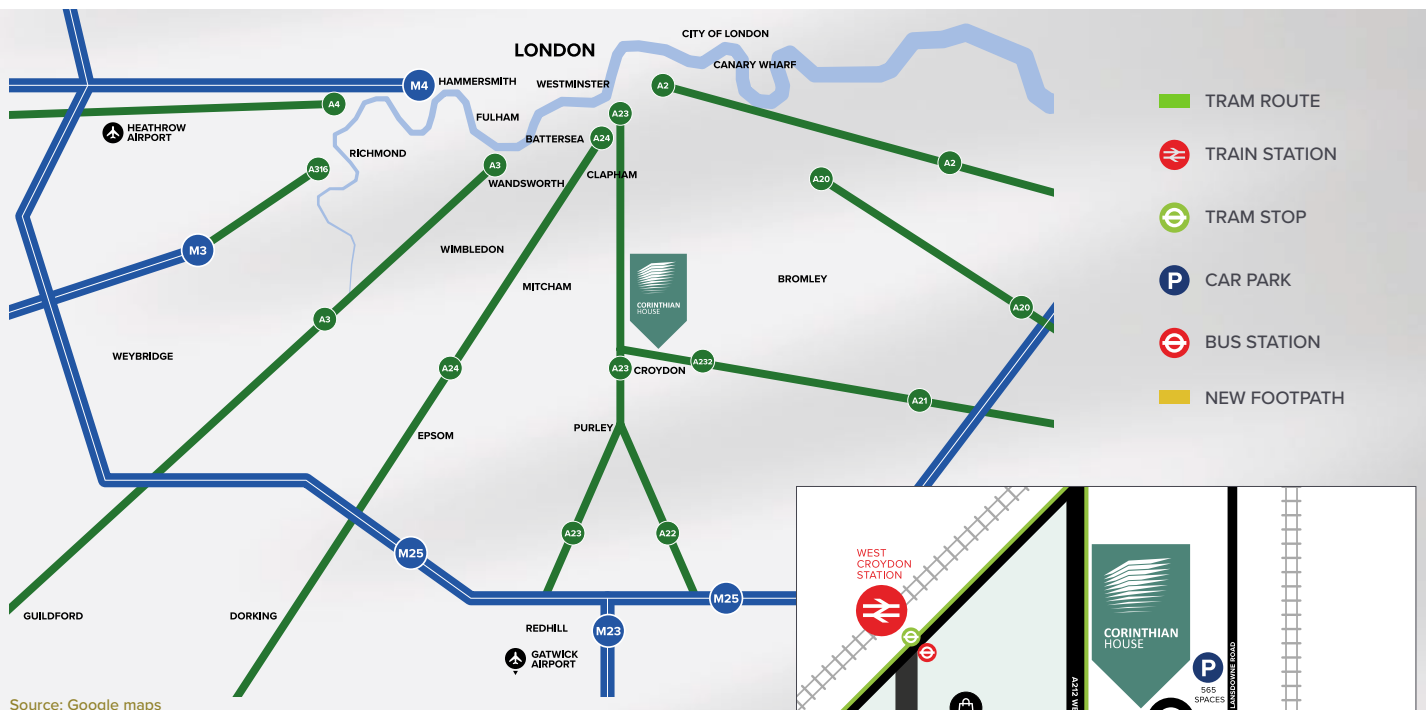 CITY OF LONDON
LONDON
CANARY WHARF
M4
HAMMERSMITH
WESTMINSTER
A2
A4
A23
FULHAM
HEATHROW
AIRPORT
BATTERSEA
A24
RICHMOND
A2
A316
A3
CLAPHAM
WANDSWORTH
A20
M3
WIMBLEDON
MITCHAM
BROMLEY
CORINTHIAN
HOUSE
A3
A20
WEYBRIDGE
A24
A23
CROYDON
A232
A21
EPSOM
PURLEY
A23
A22
M25
M25
GUILDFORD
DORKING
REDHILL
M23
GATWICK
AIRPORT
Source: Google maps
TRAM ROUTE
TRAIN STATION
TRAM STOP
P
CAR PARK
BUS STATION
NEW FOOTPATH
WEST
CROYDON
STATION
CORINTHIAN
HOUSE
P
565
SPACES
LANSDOWNE ROAD
A212 WE